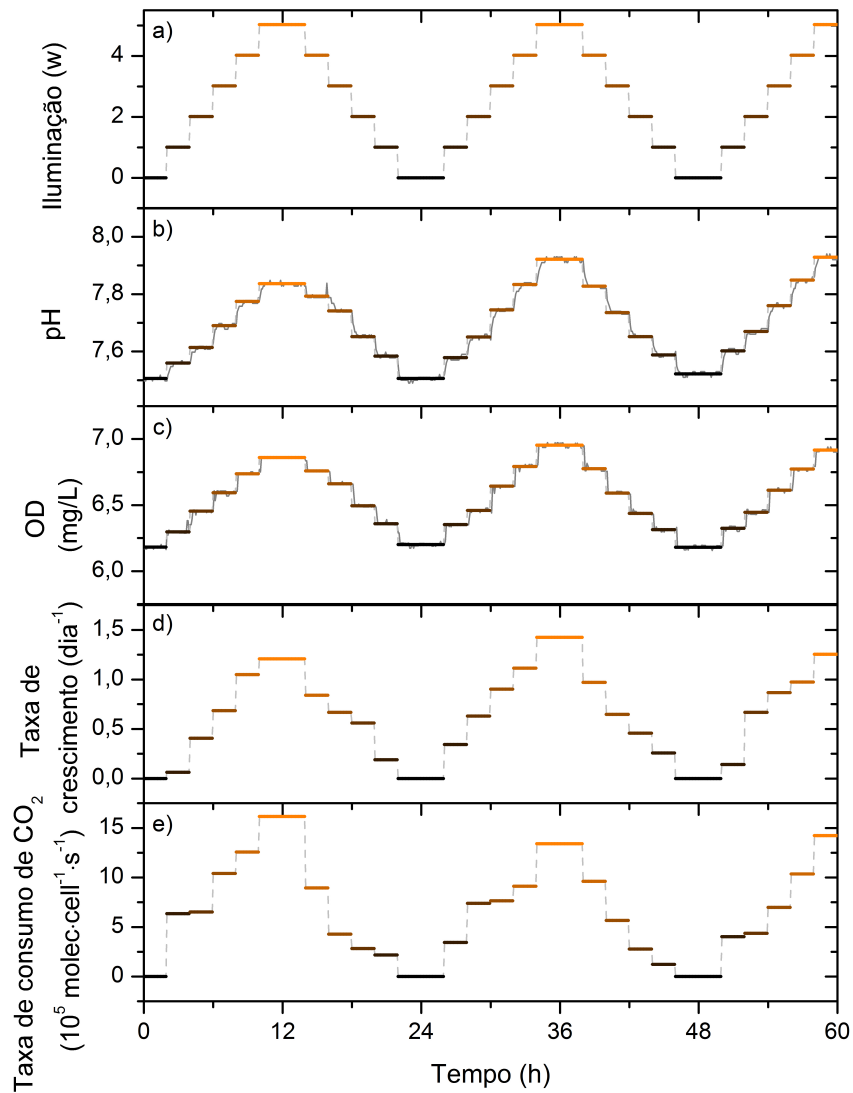 a)
Iluminação (w)
4
2
0
b)
pH
8,0
7,8
7,6
c)
OD
(mg/L)
7,0
6,5
6,0
d)
Taxa de
crescimento (dia⁻¹)
1,5
1,0
0,5
0,0
e)
Taxa de consumo de CO₂
(10⁵ molec·cell⁻¹·s⁻¹)
15
10
5
0
0 12 24 36 48 60
Tempo (h)